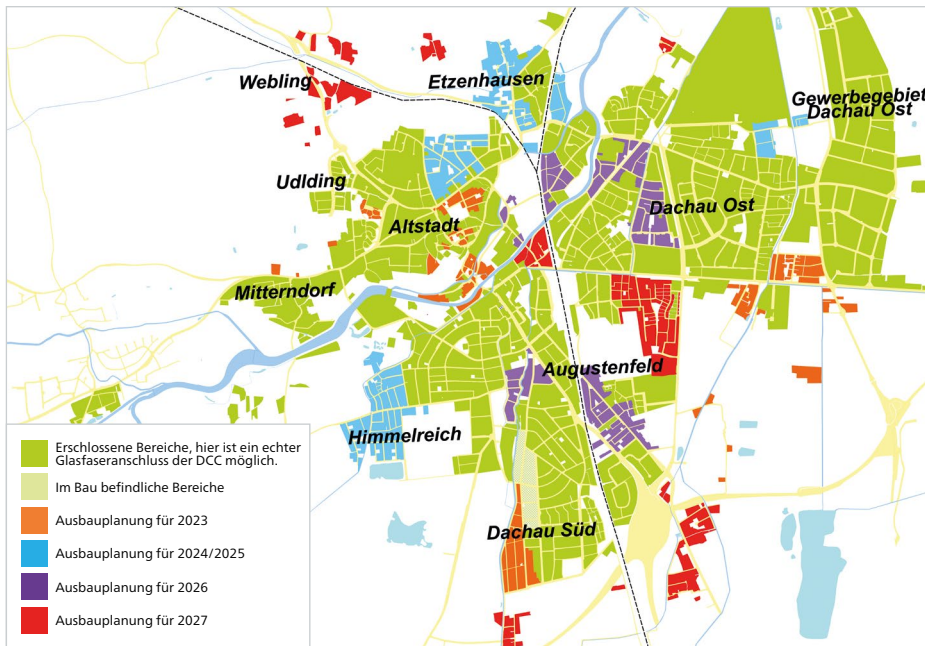 Webling
Etzenhausen
Gewerbegebiet
Dachau Ost
Udlding
Altstadt
Dachau Ost
Mitterndorf
Augustenfeld
Himmelreich
Dachau Süd
Erschlossene Bereiche, hier ist ein echter
Glasfaseranschluss der DCC möglich.
Im Bau befindliche Bereiche
Ausbauplanung für 2023
Ausbauplanung für 2024/2025
Ausbauplanung für 2026
Ausbauplanung für 2027